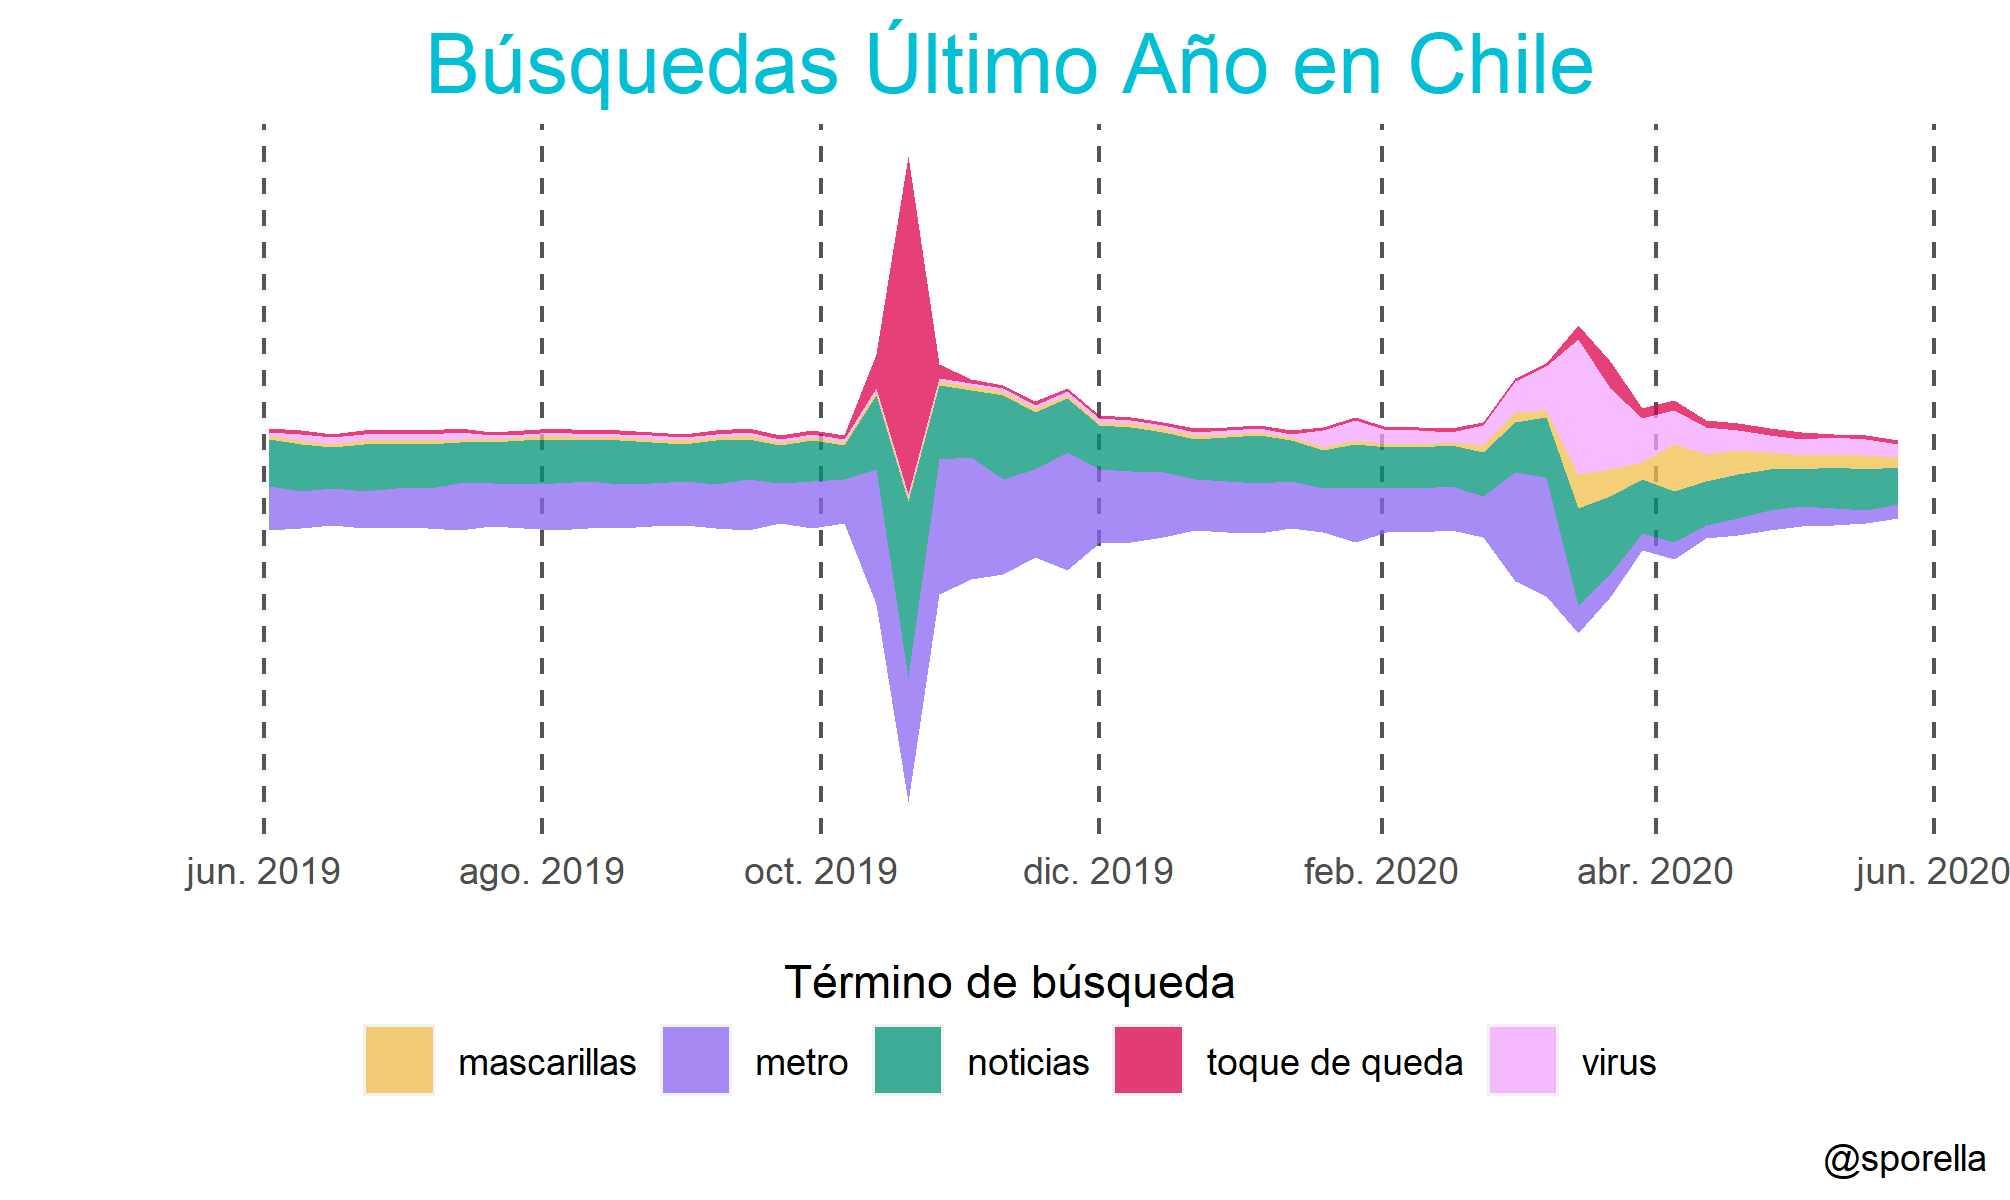 Búsquedas Último Año en Chile
jun. 2019 ago. 2019 oct. 2019 dic. 2019 feb. 2020 abr. 2020 jun. 2020
Término de búsqueda
mascarillas metro noticias toque de queda virus
@sporella